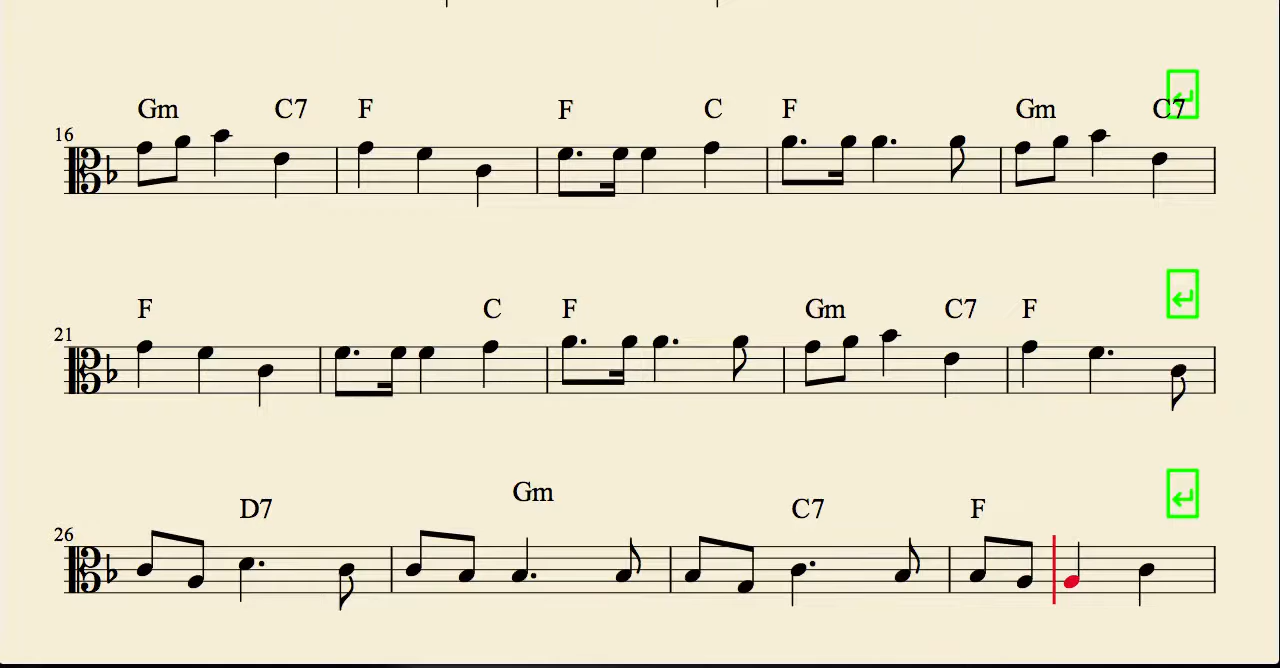 Gm C7 F F C F Gm C7
16
F C F Gm C7 F
21
D7 Gm C7 F
26